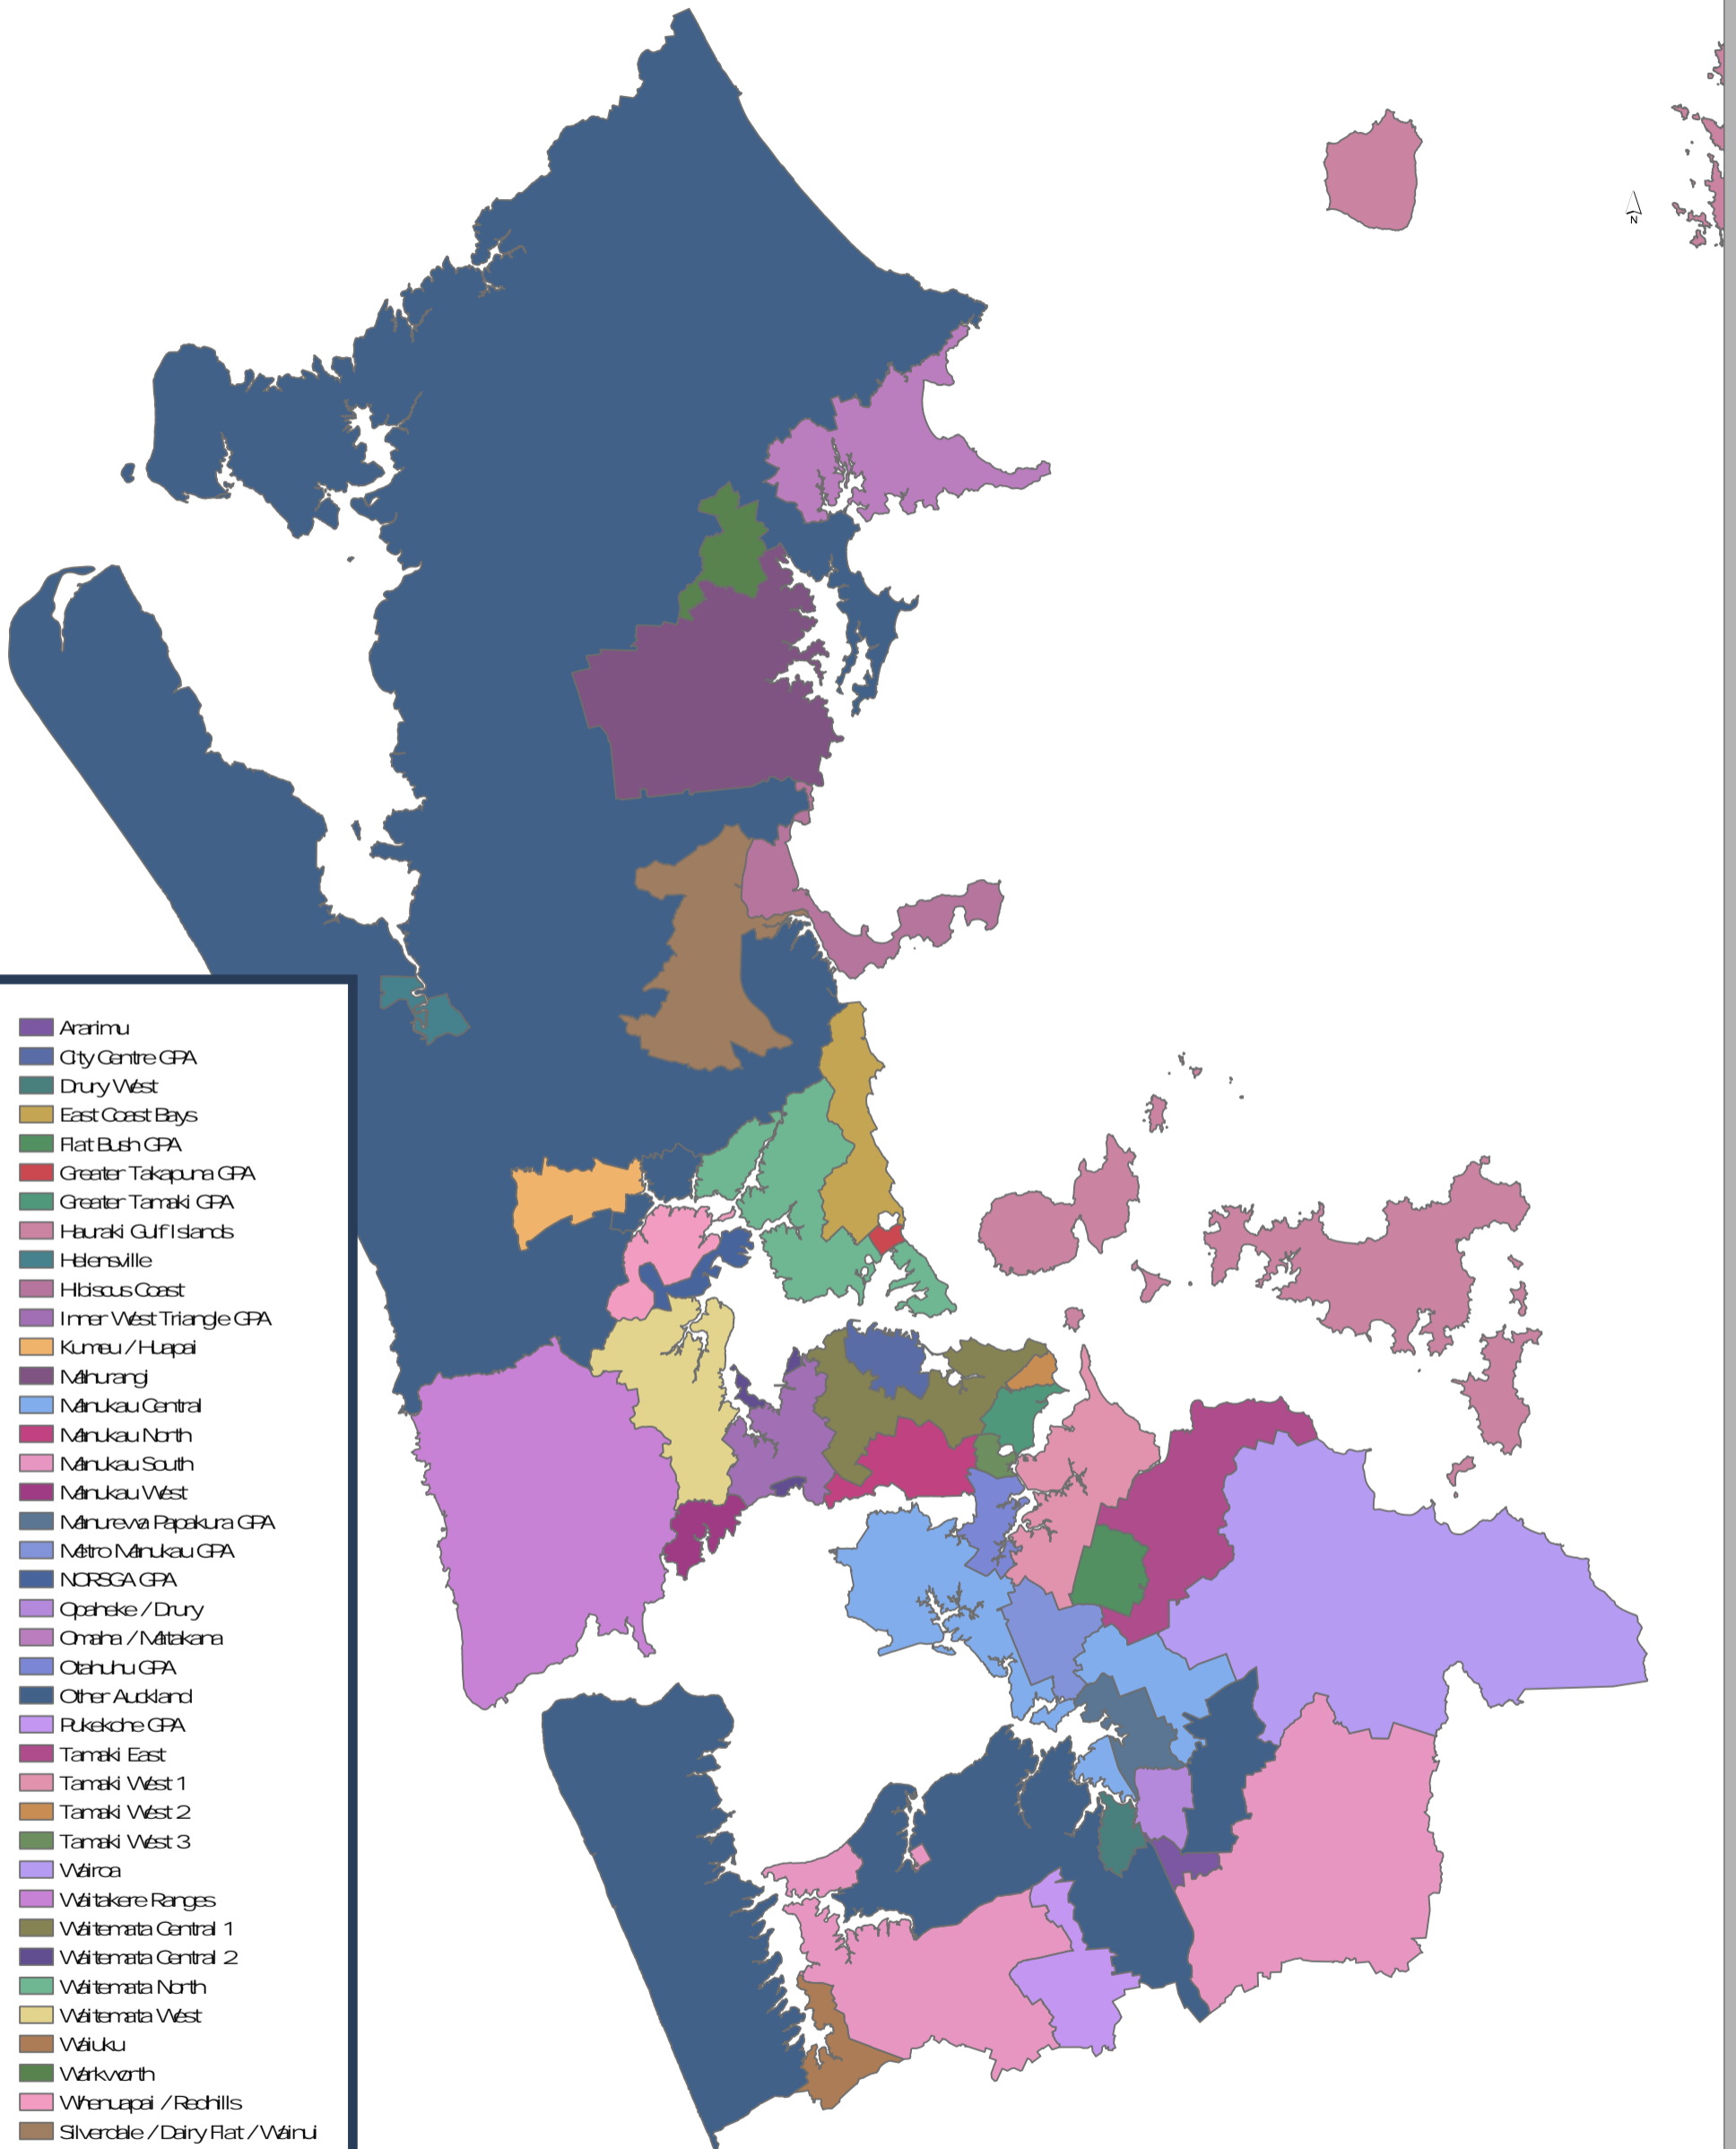 N
Ararimu
City Centre GPA
Drury West
East Coast Bays
Flat Bush GPA
Greater Takapuna GPA
Greater Tamaki GPA
Hauraki Gulf Islands
Helensville
Hibiscus Coast
Inner West Triangle GPA
Kumeu / Huapai
Mahurangi
Manukau Central
Manukau North
Manukau South
Manukau West
Manurewa Papakura GPA
Metro Manukau GPA
NORSGA GPA
Opaheke / Drury
Omaha / Matakana
Otahuhu GPA
Other Auckland
Pukekohe GPA
Tamaki East
Tamaki West 1
Tamaki West 2
Tamaki West 3
Wairoa
Waitakere Ranges
Waitemata Central 1
Waitemata Central 2
Waitemata North
Waitemata West
Waiuku
Warkworth
Whenuapai / Redhills
Silverdale / Dairy Flat / Wainui